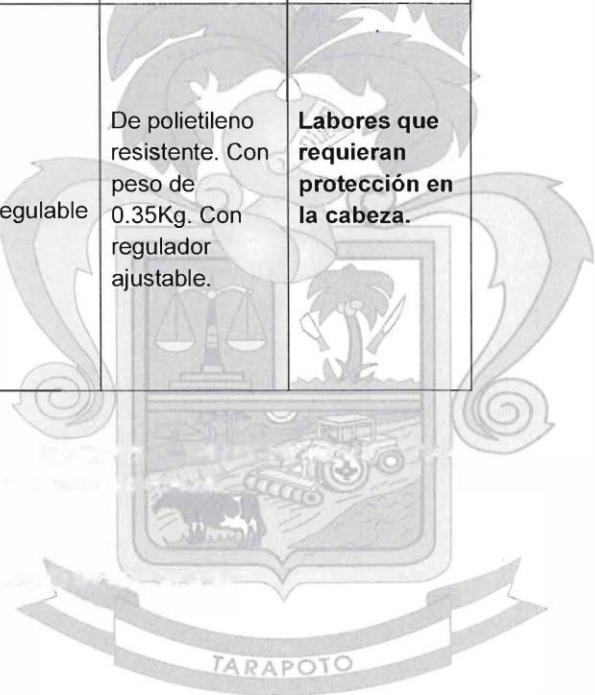 egulable
De polietileno
resistente. Con
peso de
0.35Kg. Con
regulador
ajustable.
Labores que
requieran
protección en
la cabeza.
TARAPOTO